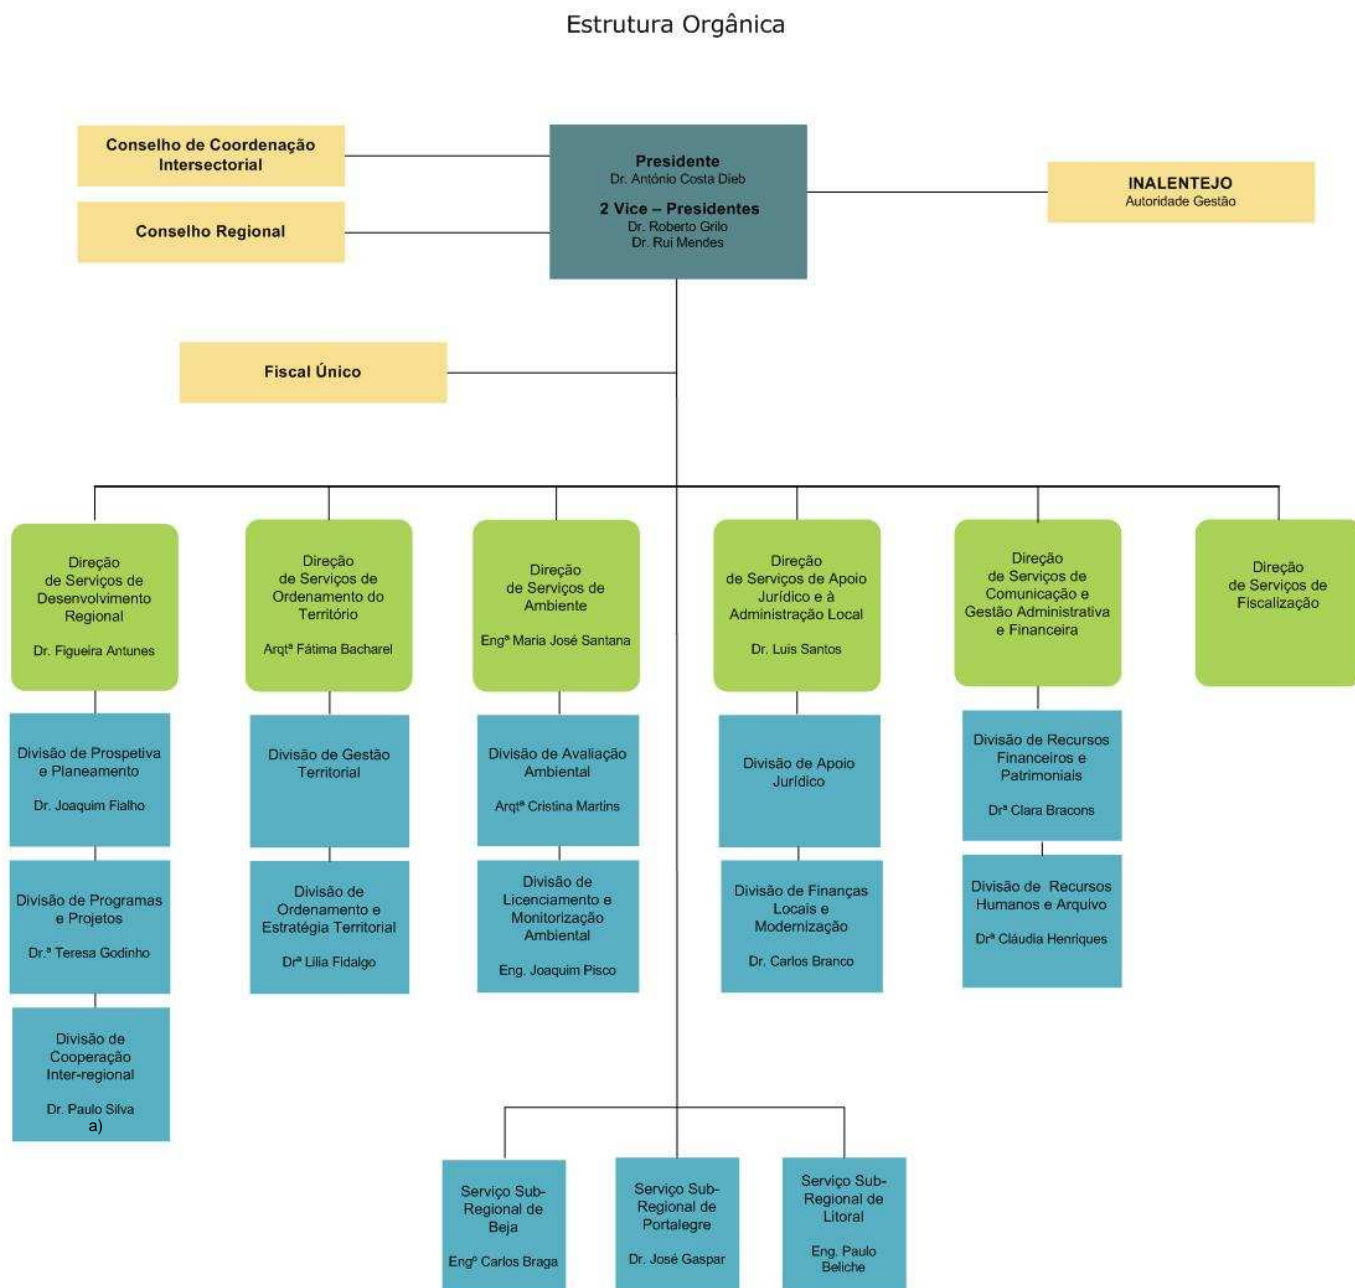 Estrutura Orgânica
Conselho de Coordenação
Intersectorial
Conselho Regional
Presidente
Dr. António Costa Dieb
2 Vice – Presidentes
Dr. Roberto Grilo
Dr. Rui Mendes
INALENTEJO
Autoridade Gestão
Fiscal Único
Direção
de Serviços de
Desenvolvimento
Regional
Dr. Figueira Antunes
Direção
de Serviços de
Ordenamento do
Território
Arqtª Fátima Bacharel
Direção
de Serviços de
Ambiente
Engª Maria José Santana
Direção
de Serviços de Apoio
Jurídico e à
Administração Local
Dr. Luis Santos
Direção
de Serviços de
Comunicação e
Gestão Administrativa
e Financeira
Direção
de Serviços de
Fiscalização
Divisão de Prospetiva
e Planeamento
Dr. Joaquim Fialho
Divisão de Gestão
Territorial
Divisão de Avaliação
Ambiental
Arqtª Cristina Martins
Divisão de Apoio
Jurídico
Divisão de Recursos
Financeiros e
Patrimoniais
Drª Clara Bracons
Divisão de Programas
e Projetos
Dr.ª Teresa Godinho
Divisão de
Ordenamento e
Estratégia Territorial
Drª Lilia Fidalgo
Divisão de
Licenciamento e
Monitorização
Ambiental
Eng. Joaquim Pisco
Divisão de Finanças
Locais e
Modernização
Dr. Carlos Branco
Divisão de Recursos
Humanos e Arquivo
Drª Cláudia Henriques
Divisão de
Cooperação
Inter-regional
Dr. Paulo Silva
a)
Serviço Sub-
Regional de
Beja
Engº Carlos Braga
Serviço Sub-
Regional de
Portalegre
Dr. José Gaspar
Serviço Sub-
Regional de
Litoral
Eng. Paulo
Beliche